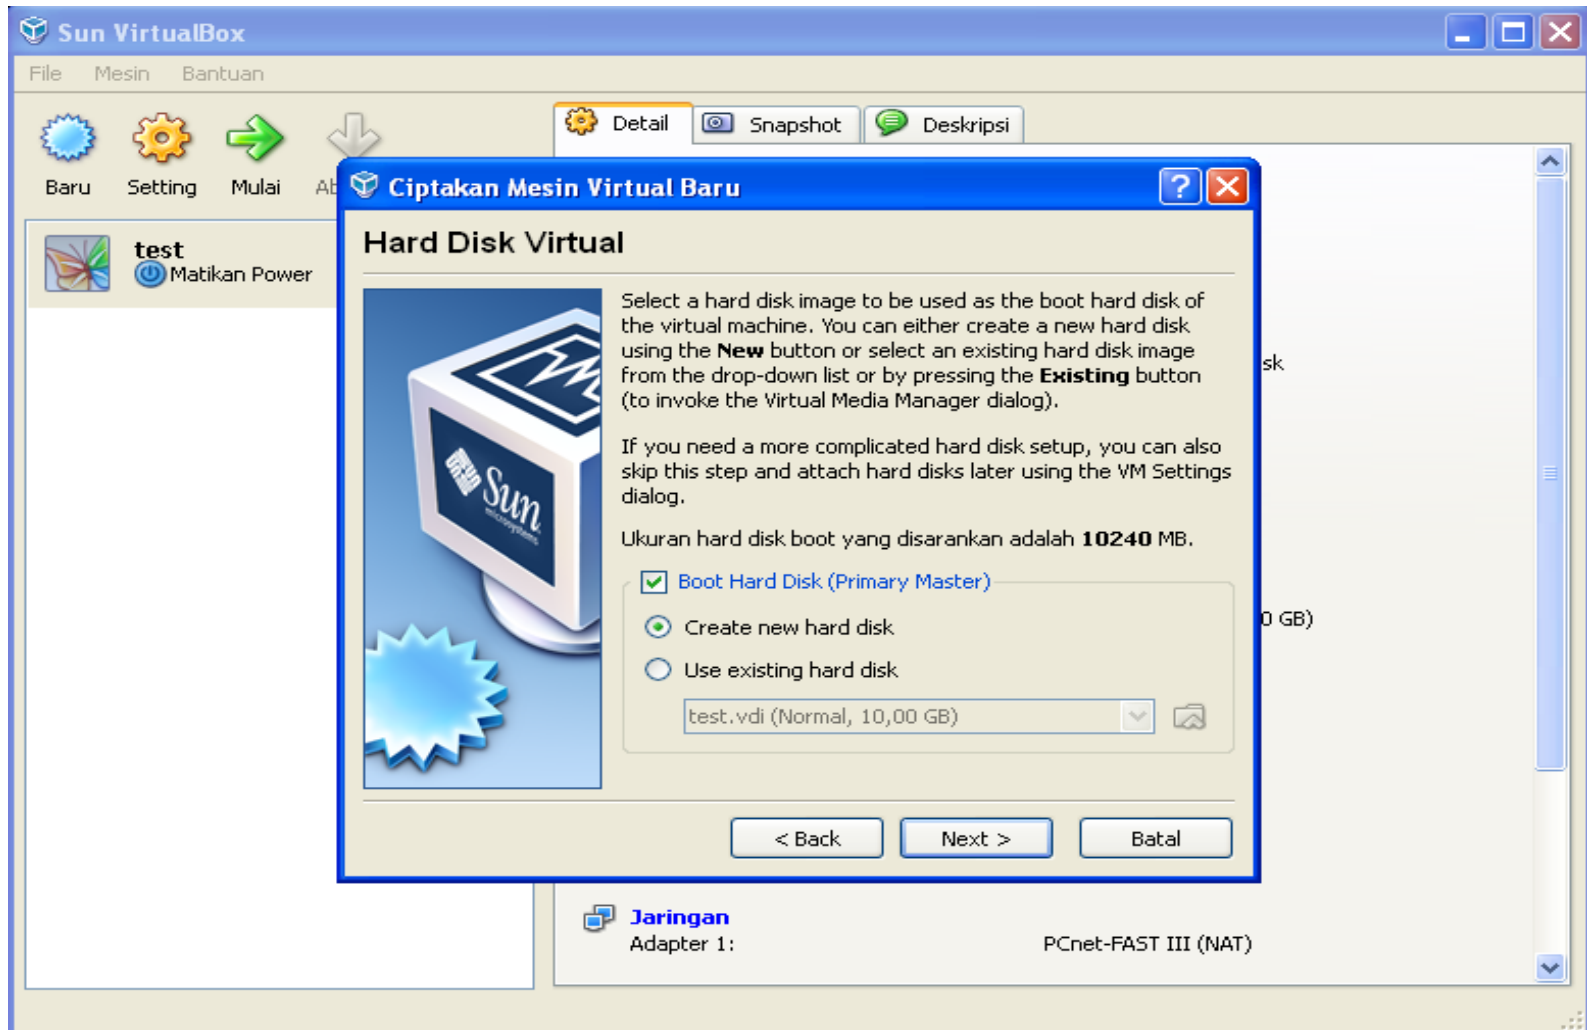 Sun VirtualBox
File Mesin Bantuan
Baru Setting Mulai
Detail Snapshot Deskripsi
test
Matikan Power
Ciptakan Mesin Virtual Baru
Hard Disk Virtual
Select a hard disk image to be used as the boot hard disk of
the virtual machine. You can either create a new hard disk
using the New button or select an existing hard disk image
from the drop-down list or by pressing the Existing button
(to invoke the Virtual Media Manager dialog).
If you need a more complicated hard disk setup, you can also
skip this step and attach hard disks later using the VM Settings
dialog.
Ukuran hard disk boot yang disarankan adalah 10240 MB.
Boot Hard Disk (Primary Master)
Create new hard disk
Use existing hard disk
test.vdi (Normal, 10,00 GB)
< Back Next > Batal
Sun
microsystems
sk
0 GB)
Jaringan
Adapter 1: PCnet-FAST III (NAT)